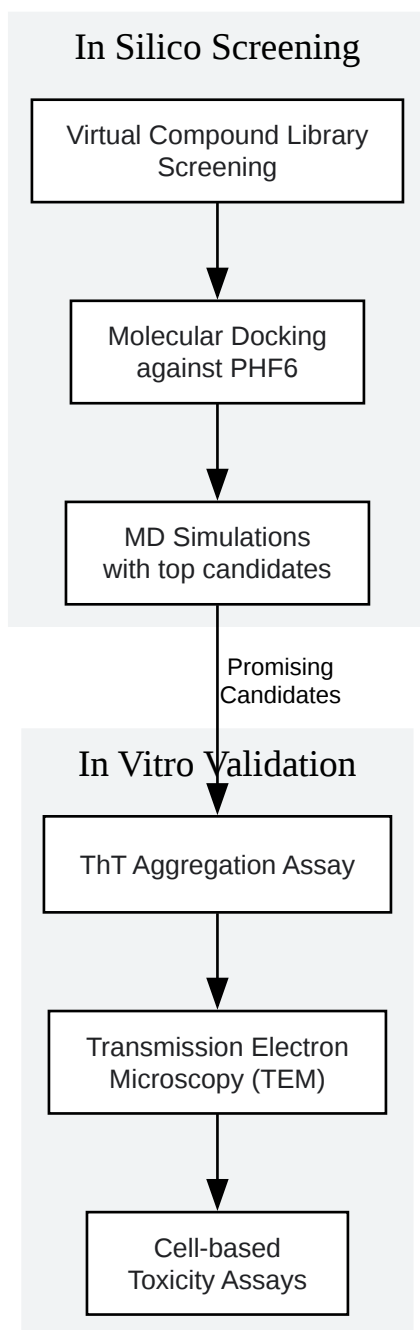 In Silico Screening
Virtual Compound Library
Screening
Molecular Docking
against PHF6
MD Simulations
with top candidates
Promising
Candidates
In Vitro Validation
ThT Aggregation Assay
Transmission Electron
Microscopy (TEM)
Cell-based
Toxicity Assays